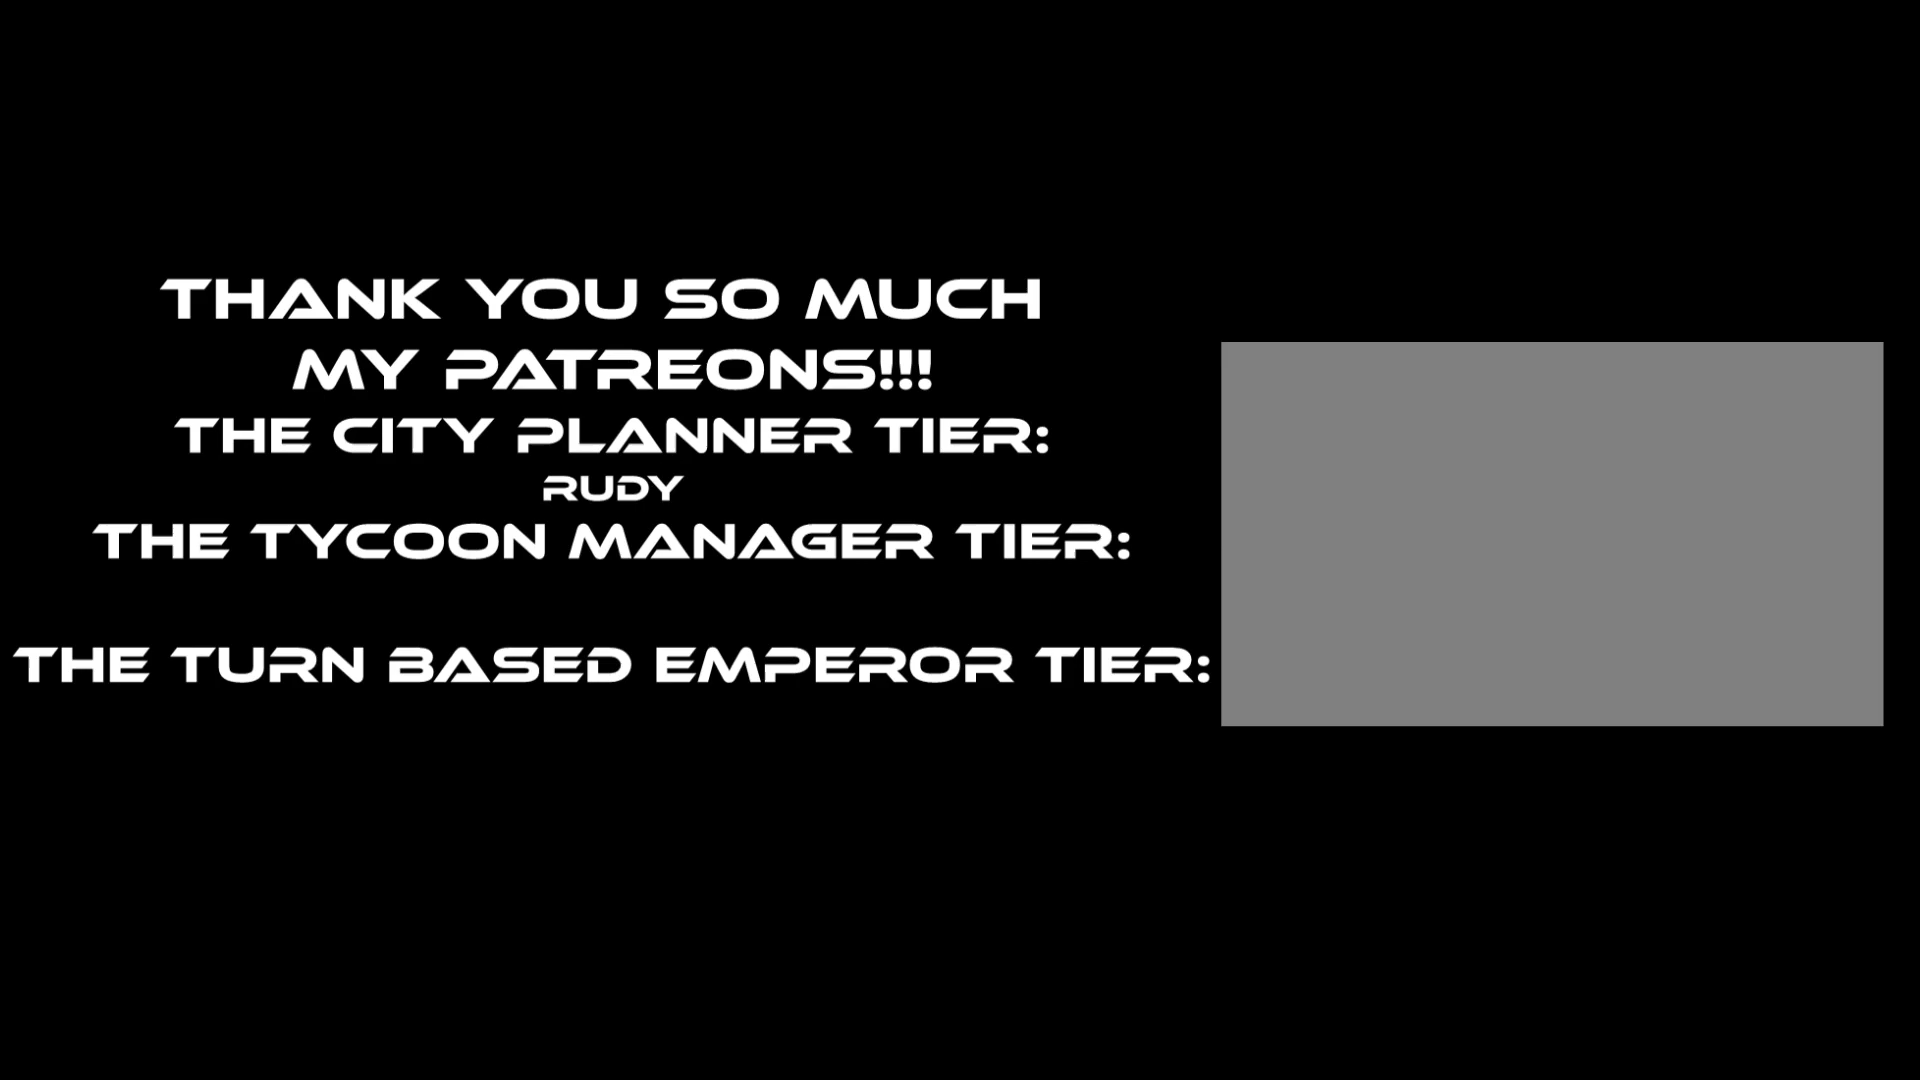 THANK YOU SO MUCH
MY PATREONS!!!
THE CITY PLANNER TIER:
RUDY
THE TYCOON MANAGER TIER:
THE TURN BASED EMPEROR TIER: